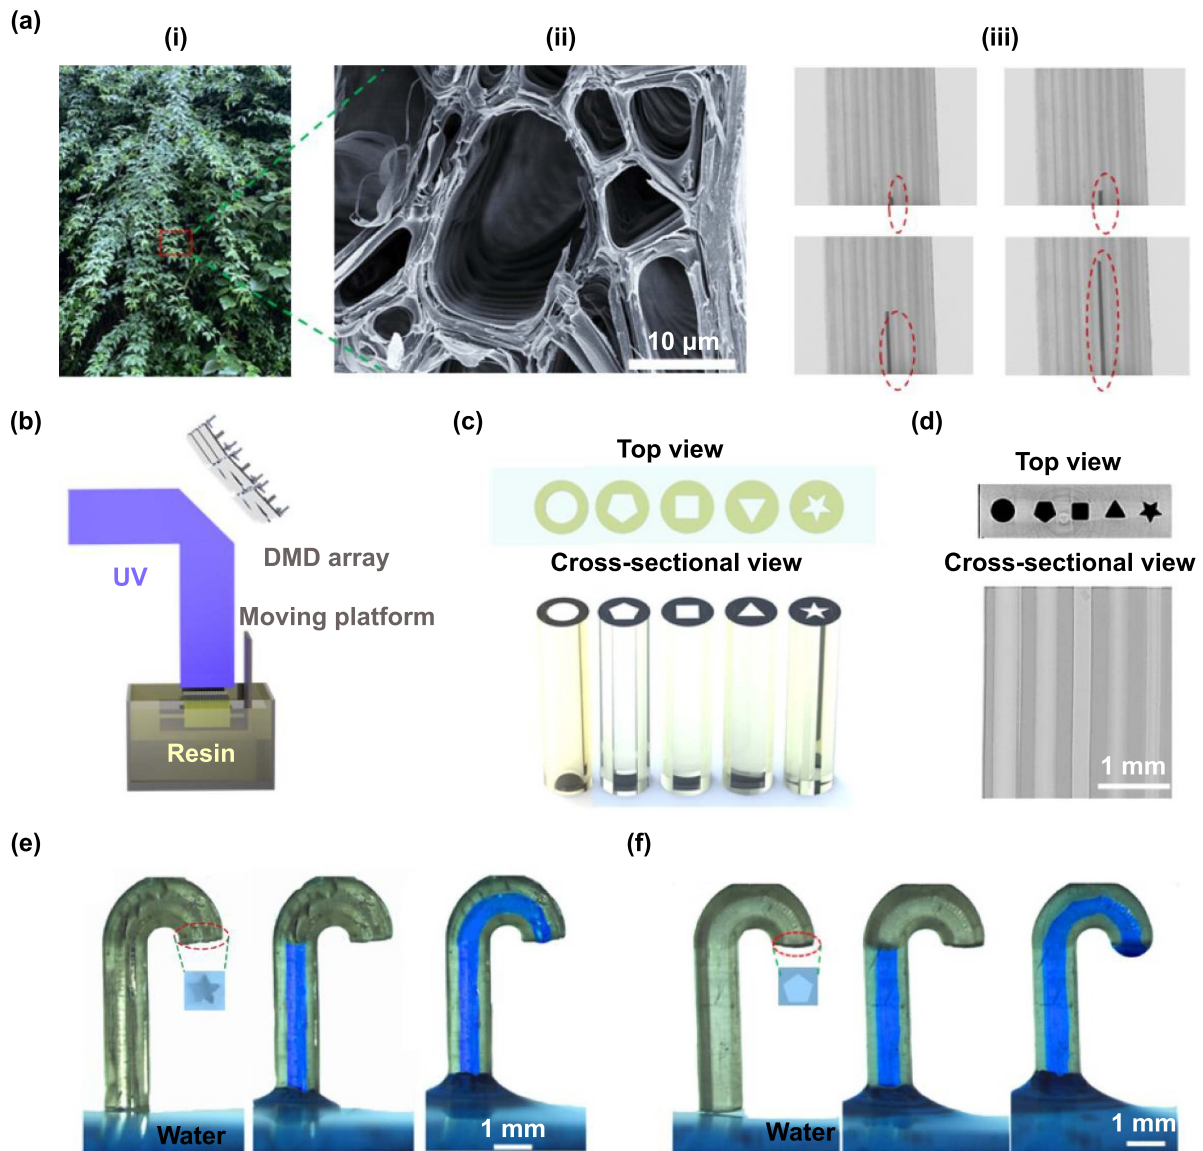 (a)
(i)
(ii)
(iii)
10 μm
(b)
DMD array
UV
Moving platform
Resin
(c)
Top view
Cross-sectional view
(d)
Top view
Cross-sectional view
1 mm
(e)
Water
1 mm
(f)
Water
1 mm